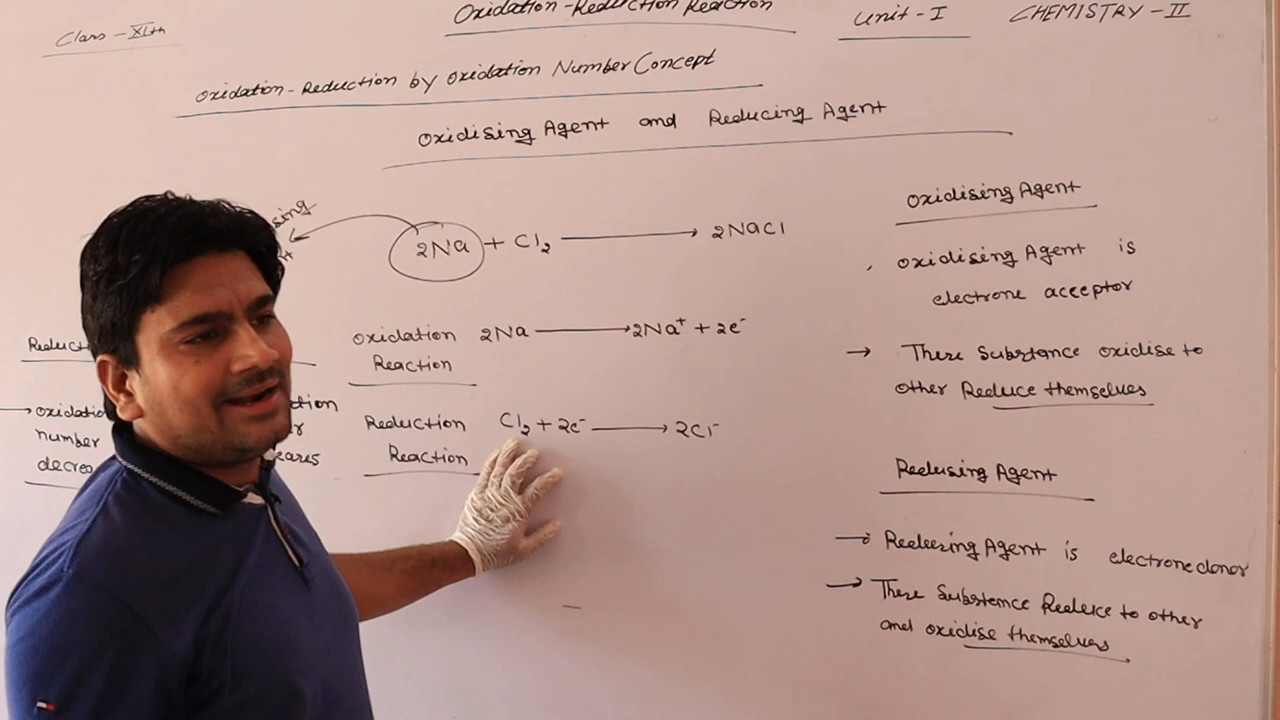 Class - XIth
Oxidation - Reduction Reaction
Unit - I
CHEMISTRY - II
Oxidation - Reduction by Oxidation Number Concept
Oxidising Agent and Reducing Agent
2Na + Cl₂ ⟶ 2NaCl
Oxidation 2Na ⟶ 2Na⁺ + 2e⁻
Reaction
Reduction Cl₂ + 2e⁻ ⟶ 2Cl⁻
Reaction
→ oxidatio
number
decrea
Oxidising Agent
oxidising Agent is
electrone acceptor
→ These Substance oxidise to
other Reduce themselves
Reducing Agent
→ Reducing Agent is electrone donor
→ These Substence Reduce to other
and oxidise themselves